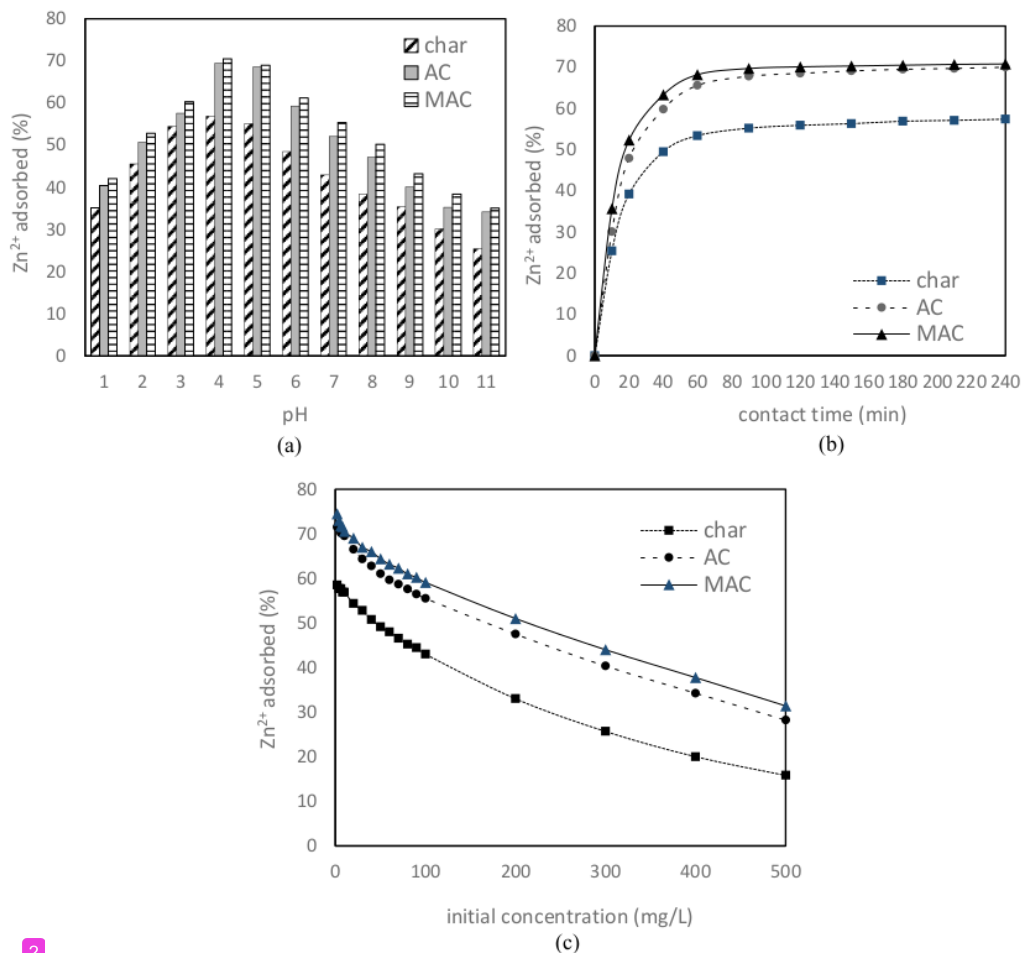 80
70
60
50
40
30
20
10
0
Zn²⁺ adsorbed (%)
char
AC
MAC
1 2 3 4 5 6 7 8 9 10 11
pH
(a)
80
70
60
50
40
30
20
10
0
Zn²⁺ adsorbed (%)
char
AC
MAC
0 20 40 60 80 100 120 140 160 180 200 220 240
contact time (min)
(b)
80
70
60
50
40
30
20
10
0
Zn²⁺ adsorbed (%)
char
AC
MAC
0 100 200 300 400 500
initial concentration (mg/L)
(c)
2